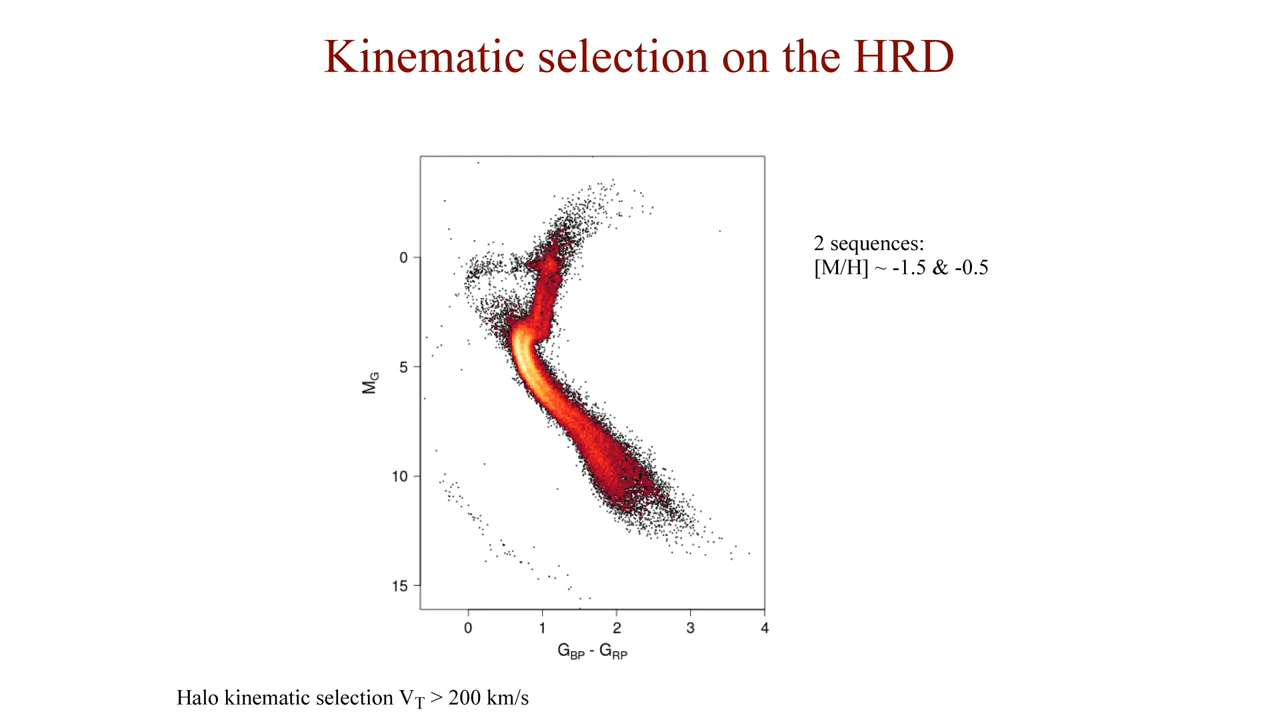 Kinematic selection on the HRD
2 sequences:
[M/H] ~ -1.5 & -0.5
0
5
10
15
M_G
0 1 2 3 4
G_BP - G_RP
Halo kinematic selection V_T > 200 km/s